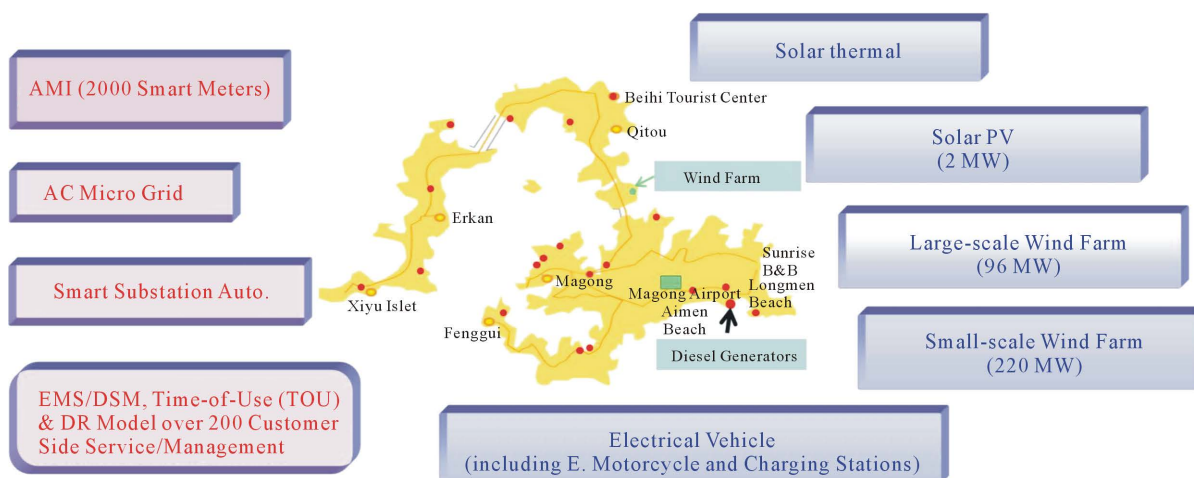 AMI (2000 Smart Meters)
AC Micro Grid
Smart Substation Auto.
EMS/DSM, Time-of-Use (TOU)
& DR Model over 200 Customer
Side Service/Management
Beihi Tourist Center
Qitou
Wind Farm
Erkan
Xiyu Islet
Magong
Fenggui
Magong Airport
Aimen
Beach
Sunrise
B&B
Longmen
Beach
Diesel Generators
Solar thermal
Solar PV
(2 MW)
Large-scale Wind Farm
(96 MW)
Small-scale Wind Farm
(220 MW)
Electrical Vehicle
(including E. Motorcycle and Charging Stations)